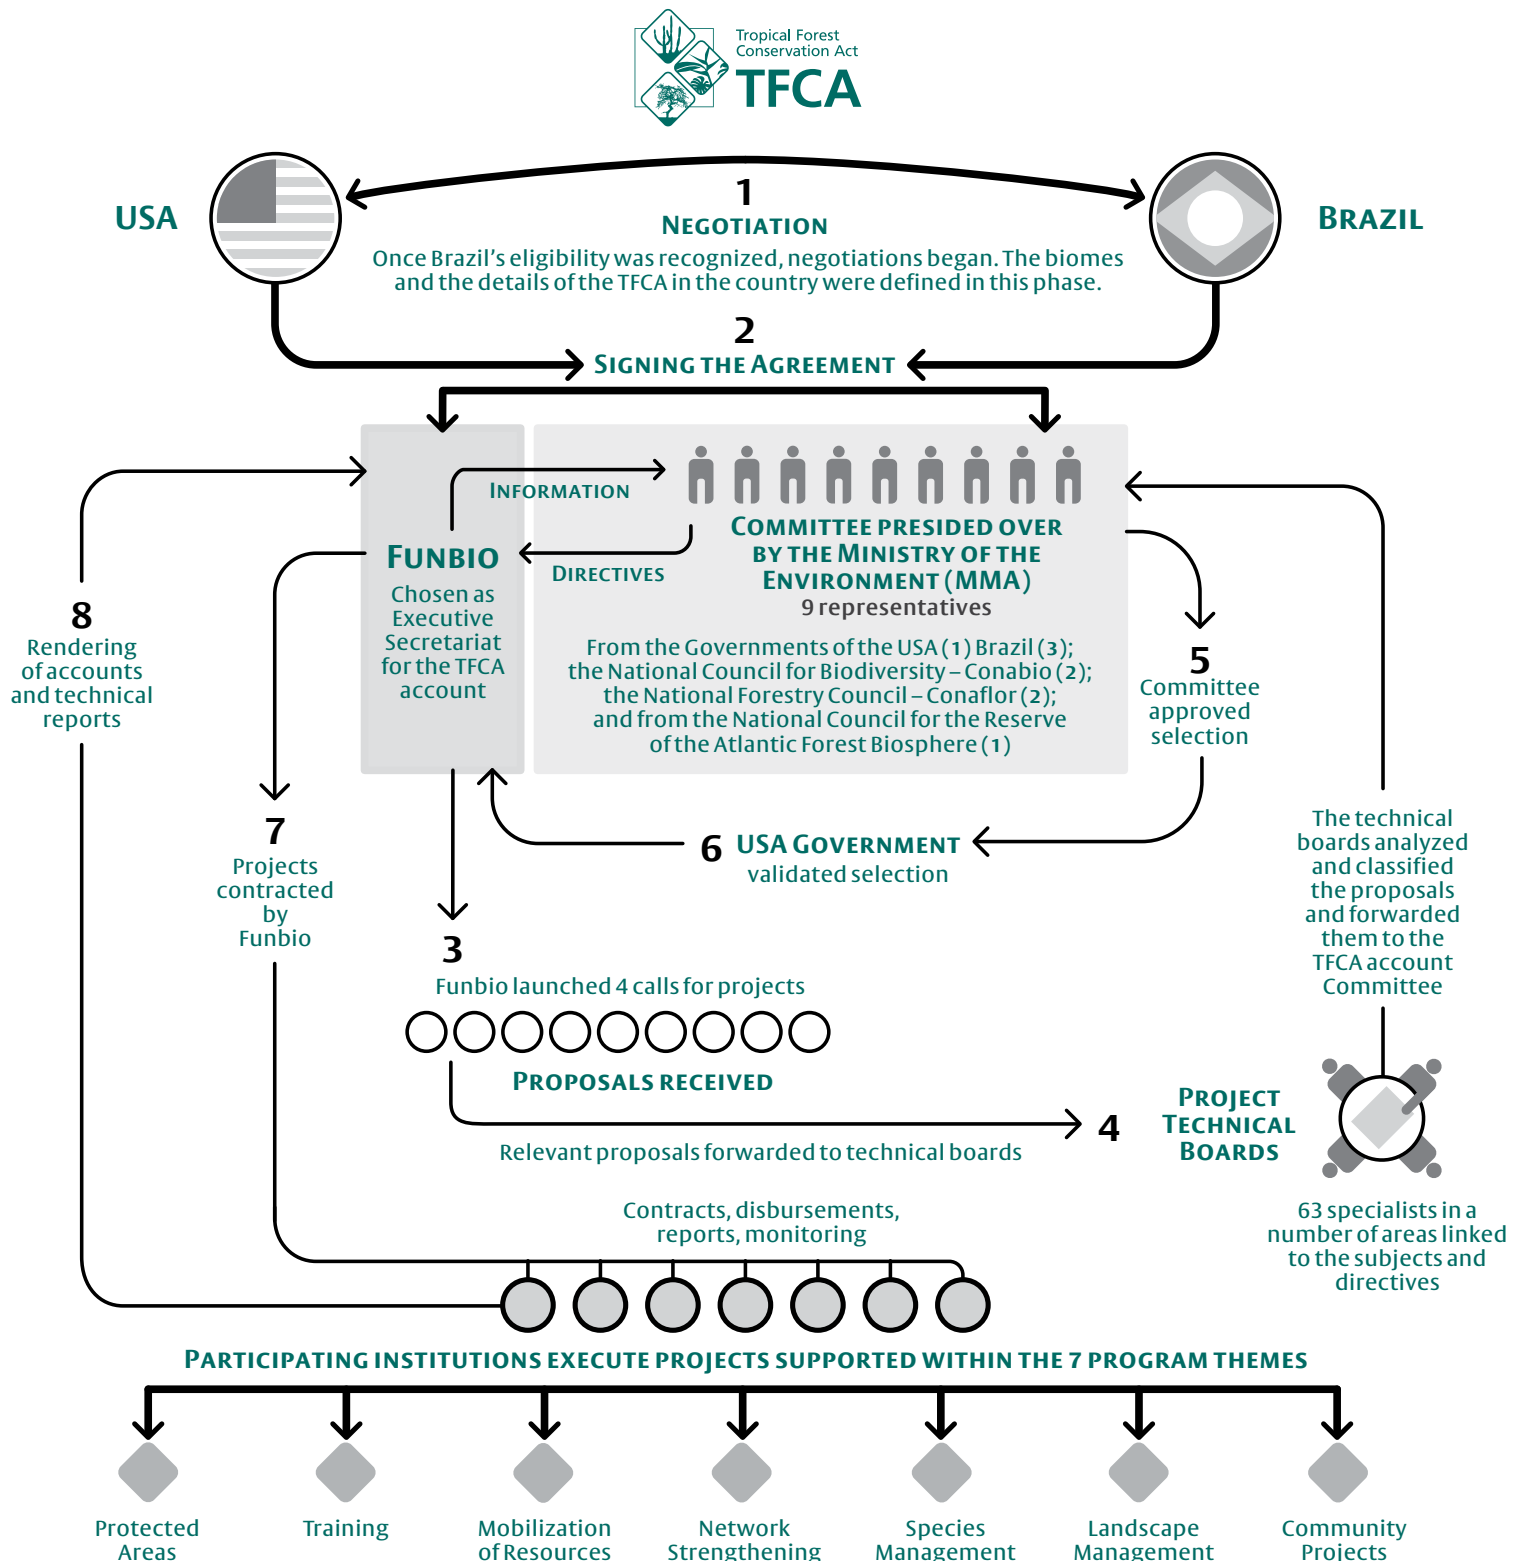 Tropical Forest
Conservation Act
TFCA
USA
BRAZIL
1
NEGOTIATION
Once Brazil's eligibility was recognized, negotiations began. The biomes
and the details of the TFCA in the country were defined in this phase.
2
SIGNING THE AGREEMENT
INFORMATION
DIRECTIVES
FUNBIO
Chosen as
Executive
Secretariat
for the TFCA
account
COMMITTEE PRESIDED OVER
BY THE MINISTRY OF THE
ENVIRONMENT (MMA)
9 representatives
From the Governments of the USA (1) Brazil (3);
the National Council for Biodiversity – Conabio (2);
the National Forestry Council – Conaflor (2);
and from the National Council for the Reserve
of the Atlantic Forest Biosphere (1)
8
Rendering
of accounts
and technical
reports
5
Committee
approved
selection
7
Projects
contracted
by
Funbio
6 USA GOVERNMENT
validated selection
The technical
boards analyzed
and classified
the proposals
and forwarded
them to the
TFCA account
Committee
3
Funbio launched 4 calls for projects
PROPOSALS RECEIVED
4
Relevant proposals forwarded to technical boards
PROJECT
TECHNICAL
BOARDS
63 specialists in a
number of areas linked
to the subjects and
directives
Contracts, disbursements,
reports, monitoring
PARTICIPATING INSTITUTIONS EXECUTE PROJECTS SUPPORTED WITHIN THE 7 PROGRAM THEMES
Protected
Areas
Training
Mobilization
of Resources
Network
Strengthening
Species
Management
Landscape
Management
Community
Projects